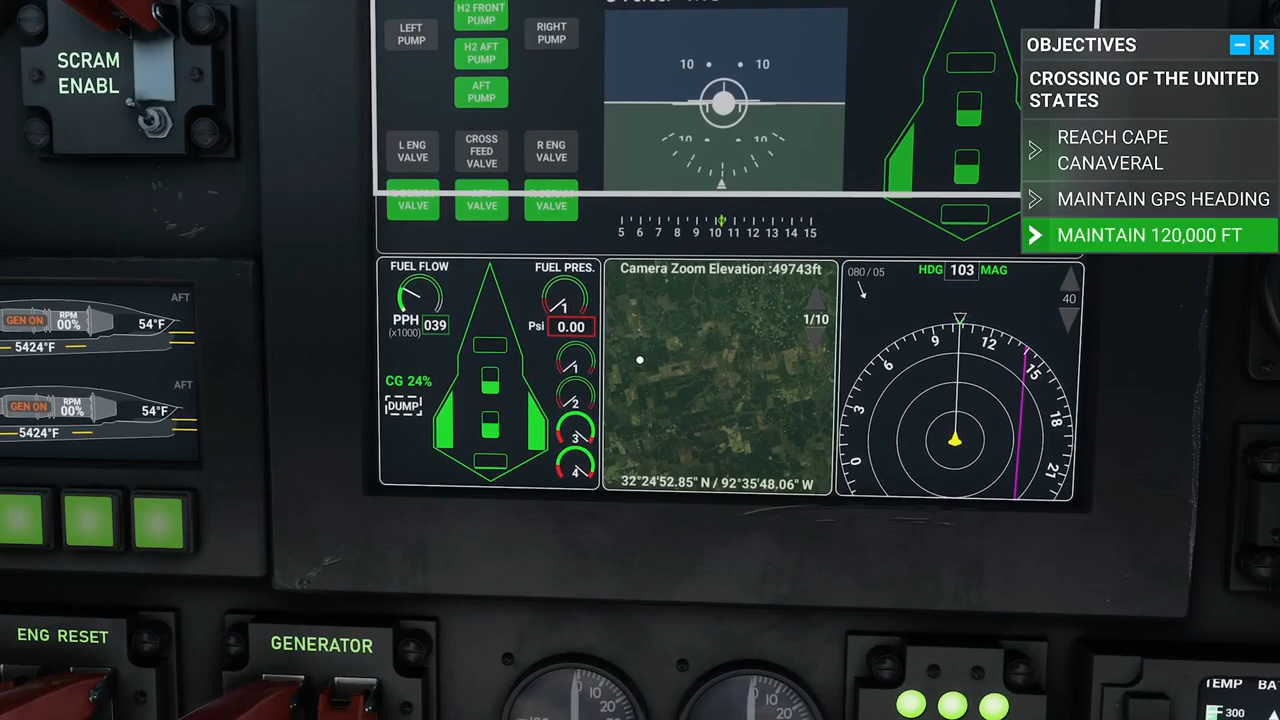 SCRAM
ENABL
LEFT
PUMP
H2 FRONT
PUMP
RIGHT
PUMP
H2 AFT
PUMP
AFT
PUMP
L ENG
VALVE
CROSS
FEED
VALVE
R ENG
VALVE
VALVE
VALVE
VALVE
10 10
10 10
5 6 7 8 9 10 11 12 13 14 15
OBJECTIVES
CROSSING OF THE UNITED
STATES
REACH CAPE
CANAVERAL
MAINTAIN GPS HEADING
MAINTAIN 120,000 FT
AFT
GEN ON
RPM
00%
54°F
5424°F
AFT
GEN ON
RPM
00%
54°F
5424°F
FUEL FLOW
PPH
(x1000)
039
CG 24%
DUMP
FUEL PRES.
1
Psi 0.00
1
2
3
4
Camera Zoom Elevation :49743ft
1/10
32°24'52.85" N / 92°35'48.06" W
080 / 05
HDG 103 MAG
40
0 3 6 9 12 15 18 21
ENG RESET
GENERATOR
10
20
10
20
TEMP
300